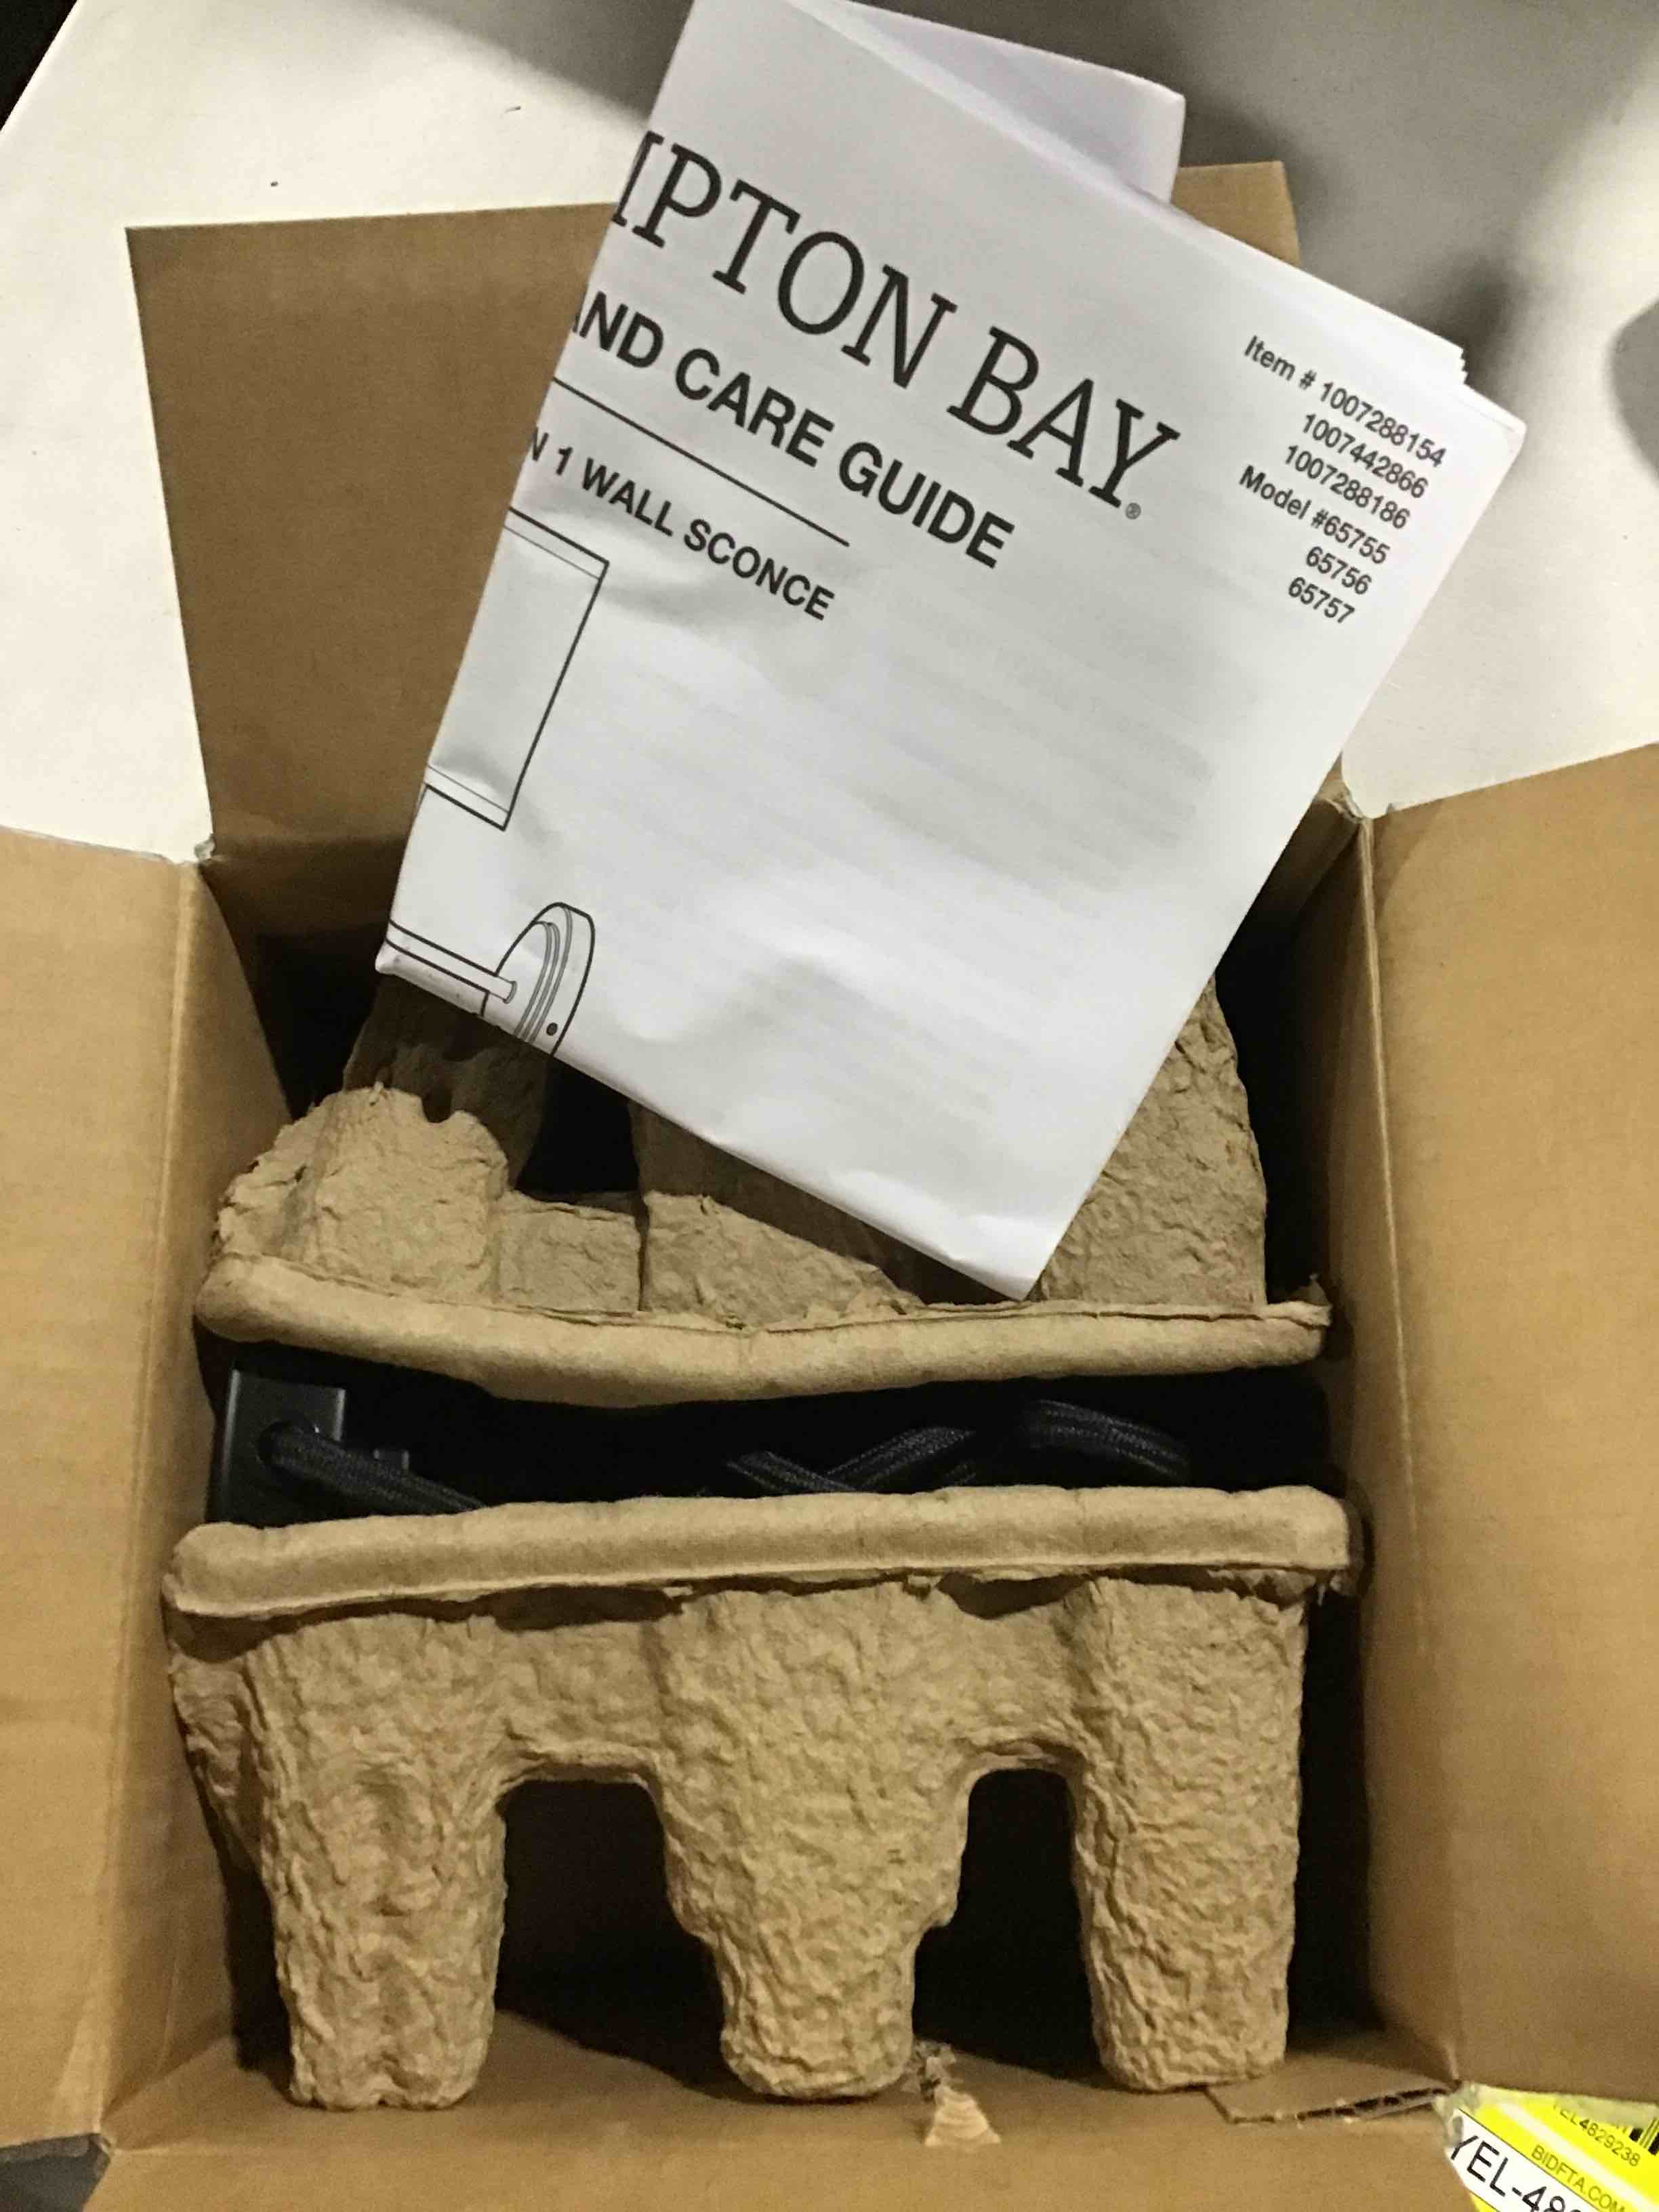 IPTON BAY®
AND CARE GUIDE
N 1 WALL SCONCE
Item # 1007288154
1007442866
1007288186
Model #65755
65756
65757
YEL4829238
BIDFTA.COM
YEL-48